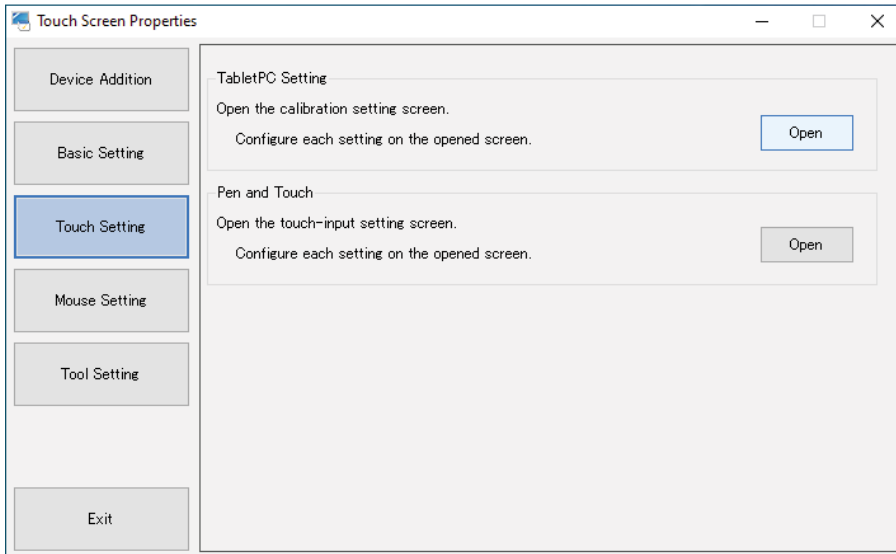 Touch Screen Properties
Device Addition
Basic Setting
Touch Setting
Mouse Setting
Tool Setting
Exit
TabletPC Setting
Open the calibration setting screen.
Configure each setting on the opened screen.
Open
Pen and Touch
Open the touch-input setting screen.
Configure each setting on the opened screen.
Open